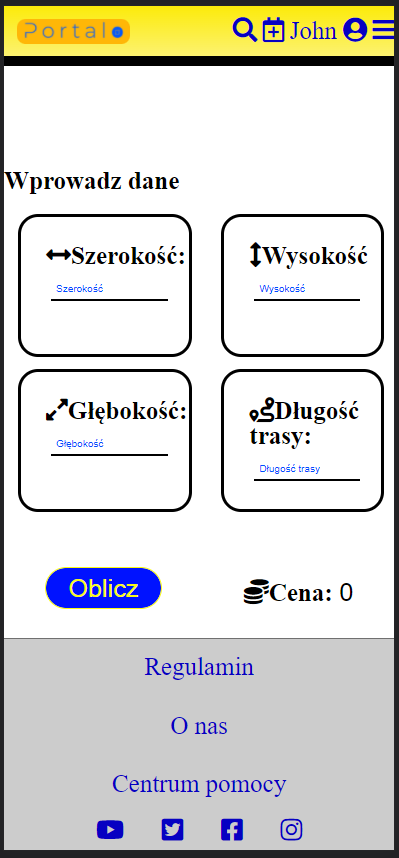 Portal
John
Wprowadz dane
Szerokość:
Szerokość
Wysokość
Wysokość
Głębokość:
Głębokość
Długość
trasy:
Długość trasy
Oblicz
Cena: 0
Regulamin
O nas
Centrum pomocy